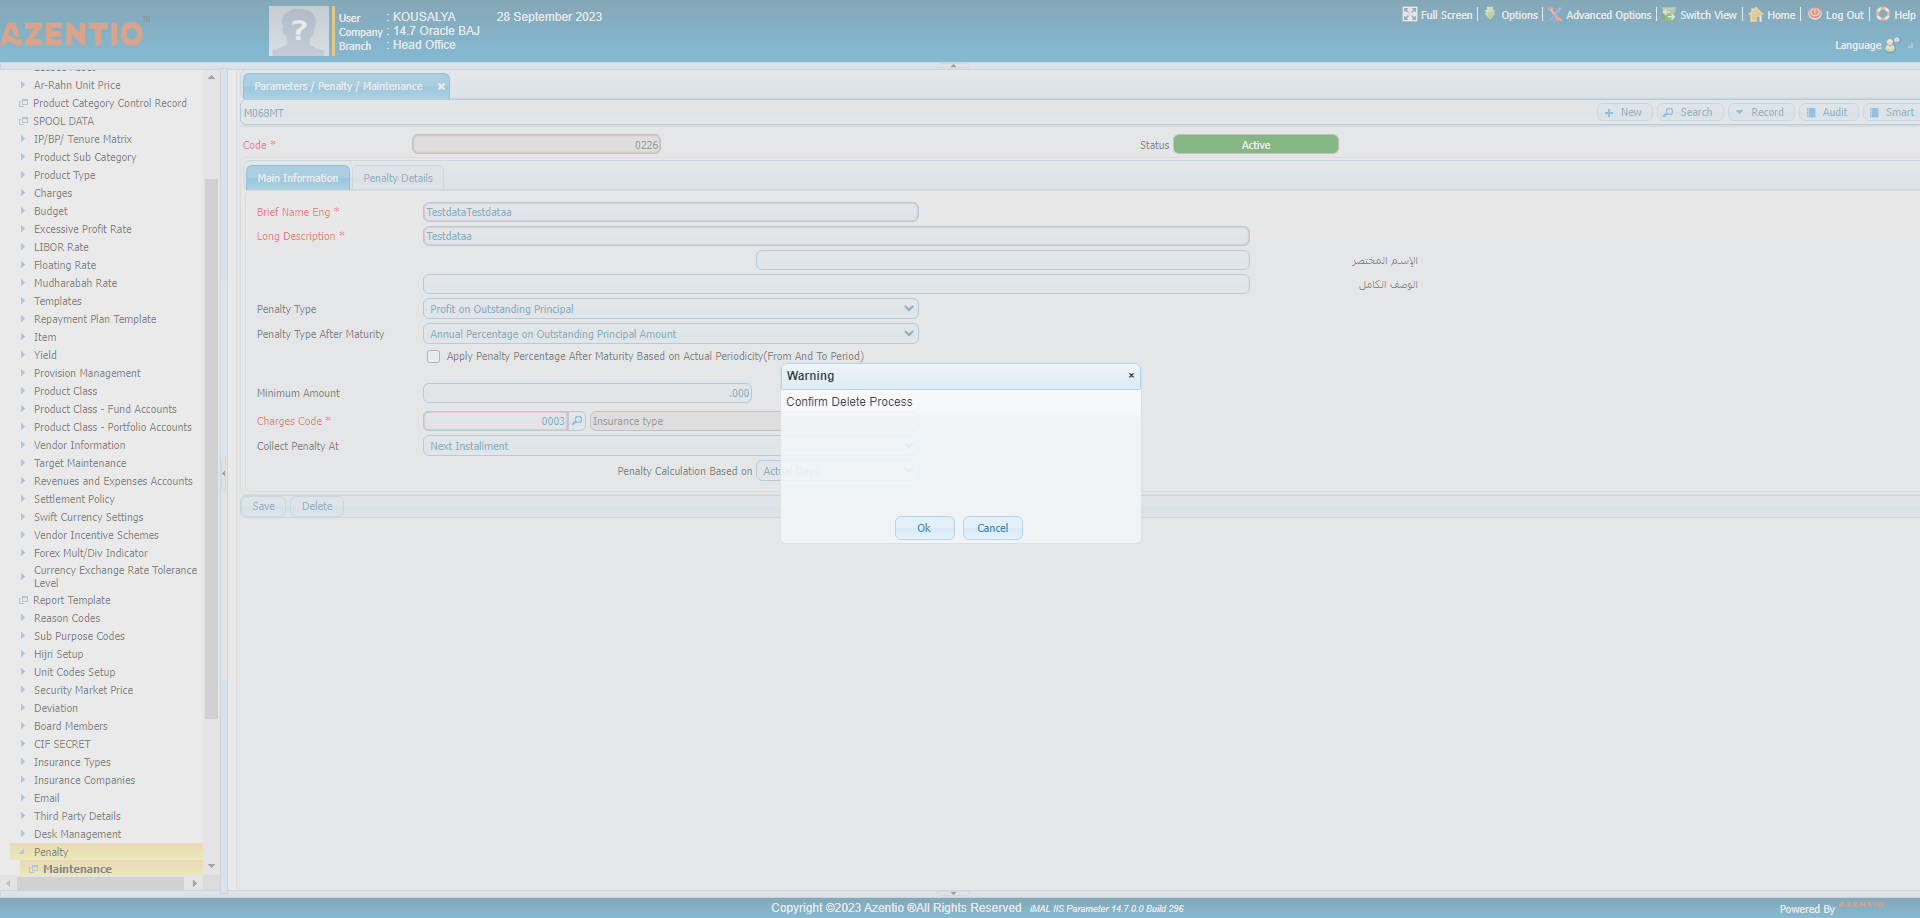 AZENTIO™
User : KOUSALYA 28 September 2023
Company : 14.7 Oracle BAJ
Branch : Head Office
Full Screen Options Advanced Options Switch View Home Log Out Help
Language
Ar-Rahn Unit Price
Product Category Control Record
SPOOL DATA
IP/BP/ Tenure Matrix
Product Sub Category
Product Type
Charges
Budget
Excessive Profit Rate
LIBOR Rate
Floating Rate
Mudharabah Rate
Templates
Repayment Plan Template
Item
Yield
Provision Management
Product Class
Product Class - Fund Accounts
Product Class - Portfolio Accounts
Vendor Information
Target Maintenance
Revenues and Expenses Accounts
Settlement Policy
Swift Currency Settings
Vendor Incentive Schemes
Forex Mult/Div Indicator
Currency Exchange Rate Tolerance
Level
Report Template
Reason Codes
Sub Purpose Codes
Hijri Setup
Unit Codes Setup
Security Market Price
Deviation
Board Members
CIF SECRET
Insurance Types
Insurance Companies
Email
Third Party Details
Desk Management
Penalty
Maintenance
Parameters / Penalty / Maintenance
M068MT
New Search Record Audit Smart
Code * 0226 Status Active
Main Information Penalty Details
Brief Name Eng * TestdataTestdataa
Long Description * Testdataa
الإسم المختصر
الوصف الكامل
Penalty Type Profit on Outstanding Principal
Penalty Type After Maturity Annual Percentage on Outstanding Principal Amount
Apply Penalty Percentage After Maturity Based on Actual Periodicity(From And To Period)
Minimum Amount .000
Charges Code * 0003 Insurance type
Collect Penalty At Next Installment
Penalty Calculation Based on Actual Days
Save Delete
Warning
Confirm Delete Process
Ok Cancel
Copyright ©2023 Azentio ®All Rights Reserved iMAL IIS Parameter 14.7.0.0 Build 296
Powered By AZENTIO